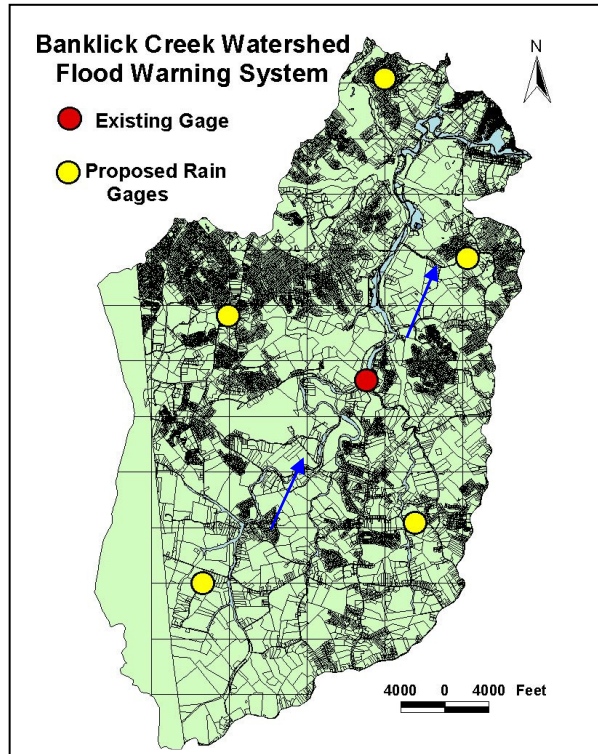 Banklick Creek Watershed
Flood Warning System
N
Existing Gage
Proposed Rain
Gages
4000 0 4000 Feet